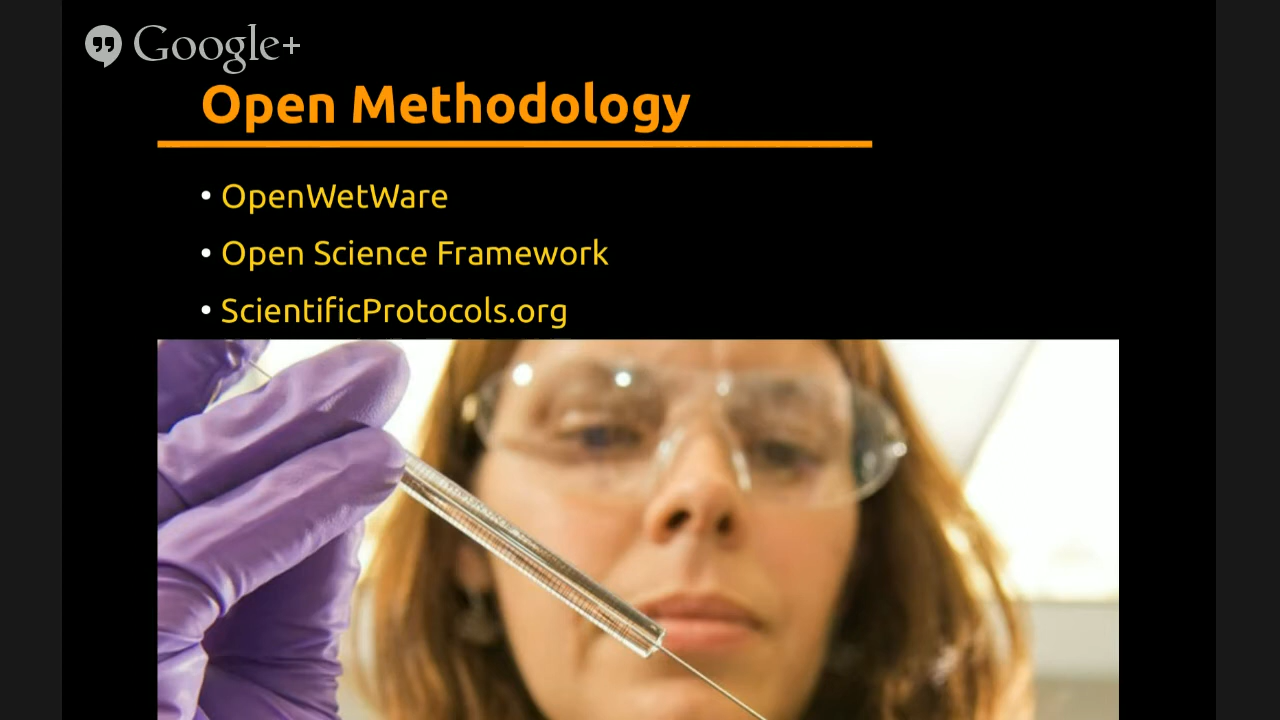 Google+
Open Methodology
• OpenWetWare
• Open Science Framework
• ScientificProtocols.org